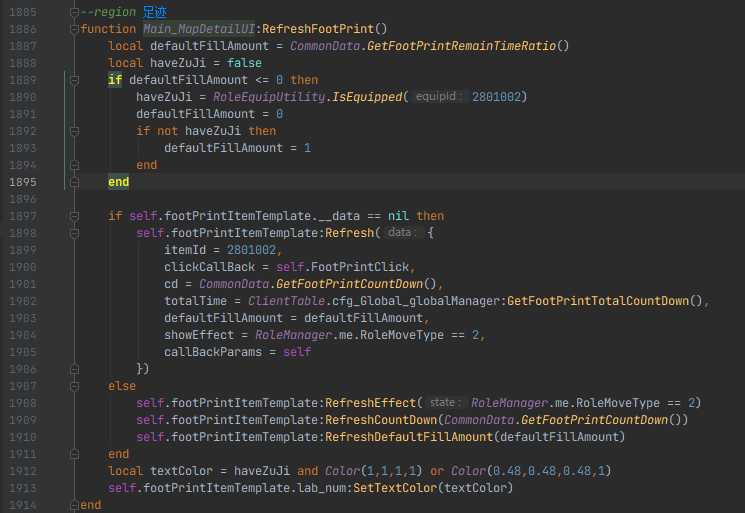 1885 --region 足迹
1886 function Main_MapDetailUI:RefreshFootPrint()
1887 local defaultFillAmount = CommonData.GetFootPrintRemainTimeRatio()
1888 local haveZuJi = false
1889 if defaultFillAmount <= 0 then
1890 haveZuJi = RoleEquipUtility.IsEquipped( equipId: 2801002)
1891 defaultFillAmount = 0
1892 if not haveZuJi then
1893 defaultFillAmount = 1
1894 end
1895 end
1896
1897 if self.footPrintItemTemplate.__data == nil then
1898 self.footPrintItemTemplate:Refresh( data: {
1899 itemId = 2801002,
1900 clickCallBack = self.FootPrintClick,
1901 cd = CommonData.GetFootPrintCountDown(),
1902 totalTime = ClientTable.cfg_Global_globalManager:GetFootPrintTotalCountDown(),
1903 defaultFillAmount = defaultFillAmount,
1904 showEffect = RoleManager.me.RoleMoveType == 2,
1905 callBackParams = self
1906 })
1907 else
1908 self.footPrintItemTemplate:RefreshEffect( state: RoleManager.me.RoleMoveType == 2)
1909 self.footPrintItemTemplate:RefreshCountDown(CommonData.GetFootPrintCountDown())
1910 self.footPrintItemTemplate:RefreshDefaultFillAmount(defaultFillAmount)
1911 end
1912 local textColor = haveZuJi and Color(1,1,1,1) or Color(0.48,0.48,0.48,1)
1913 self.footPrintItemTemplate.lab_num:SetTextColor(textColor)
1914 end